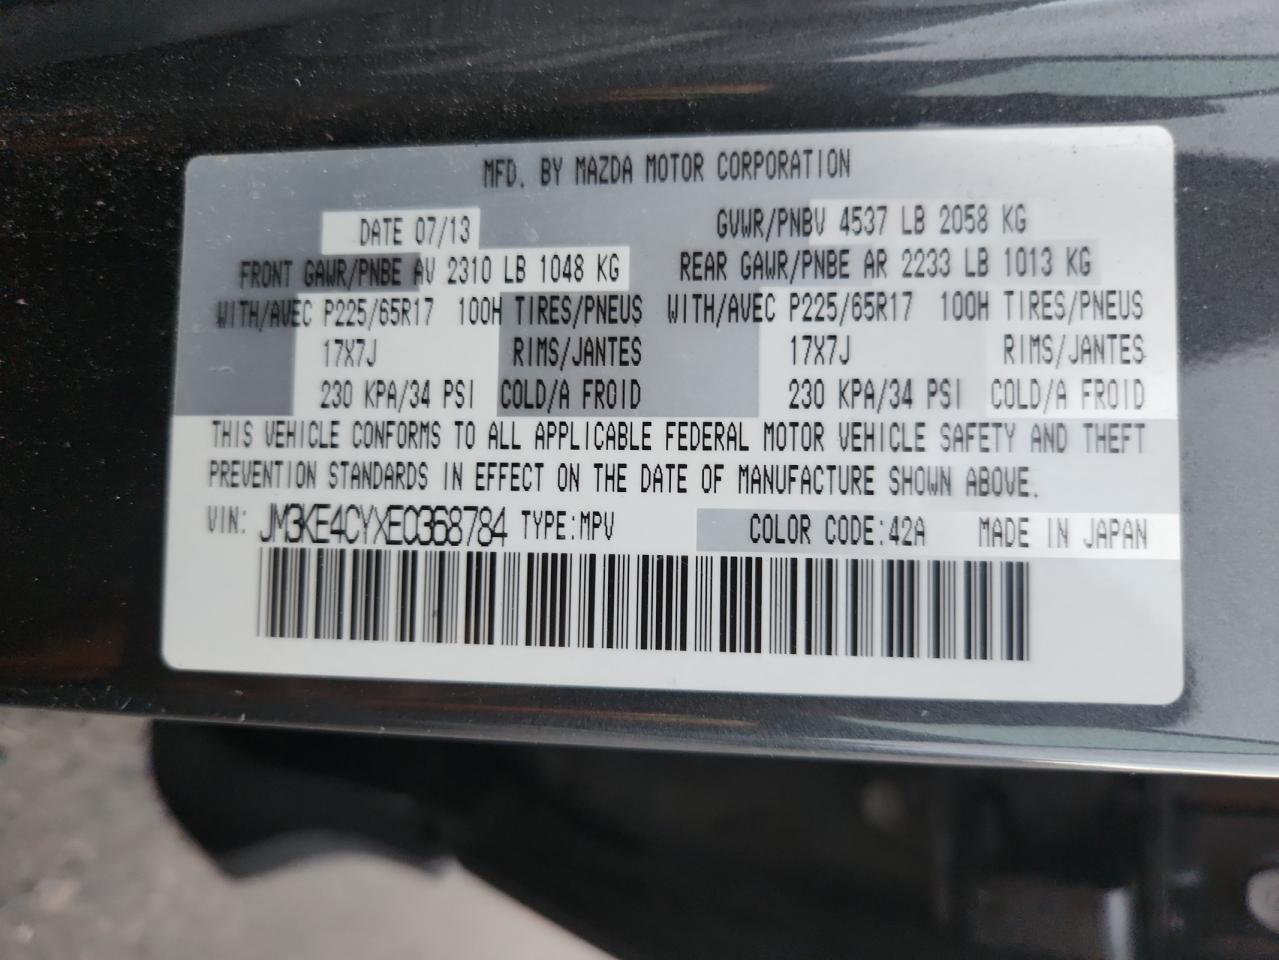 MFD. BY MAZDA MOTOR CORPORATION
DATE 07/13 GVWR/PNBV 4537 LB 2058 KG
FRONT GAWR/PNBE AV 2310 LB 1048 KG REAR GAWR/PNBE AR 2233 LB 1013 KG
WITH/AVEC P225/65R17 100H TIRES/PNEUS WITH/AVEC P225/65R17 100H TIRES/PNEUS
17X7J RIMS/JANTES 17X7J RIMS/JANTES
230 KPA/34 PSI COLD/A FROID 230 KPA/34 PSI COLD/A FROID
THIS VEHICLE CONFORMS TO ALL APPLICABLE FEDERAL MOTOR VEHICLE SAFETY AND THEFT
PREVENTION STANDARDS IN EFFECT ON THE DATE OF MANUFACTURE SHOWN ABOVE.
VIN: JM3KE4CYXE0368784 TYPE:MPV COLOR CODE:42A MADE IN JAPAN